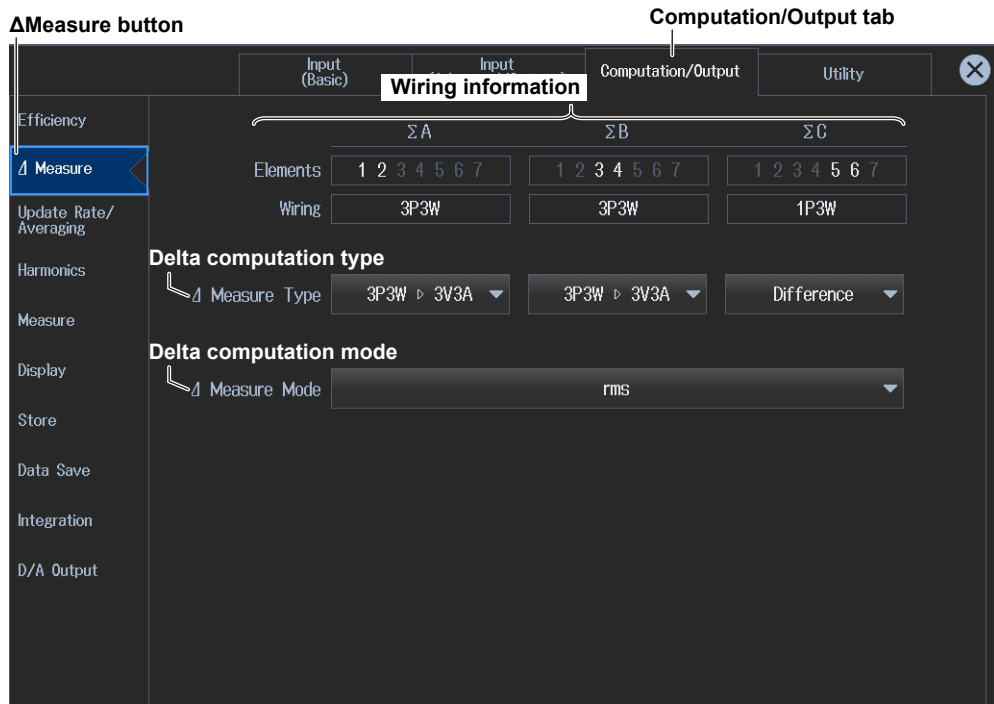 ΔMeasure button
Computation/Output tab
Input
(Basic)
Input
Computation/Output
Utility
Wiring information
Efficiency
Δ Measure
Update Rate/
Averaging
Harmonics
Measure
Display
Store
Data Save
Integration
D/A Output
ΣA ΣB ΣC
Elements 1 2 3 4 5 6 7 1 2 3 4 5 6 7 1 2 3 4 5 6 7
Wiring 3P3W 3P3W 1P3W
Delta computation type
Δ Measure Type 3P3W ▷ 3V3A 3P3W ▷ 3V3A Difference
Delta computation mode
Δ Measure Mode rms